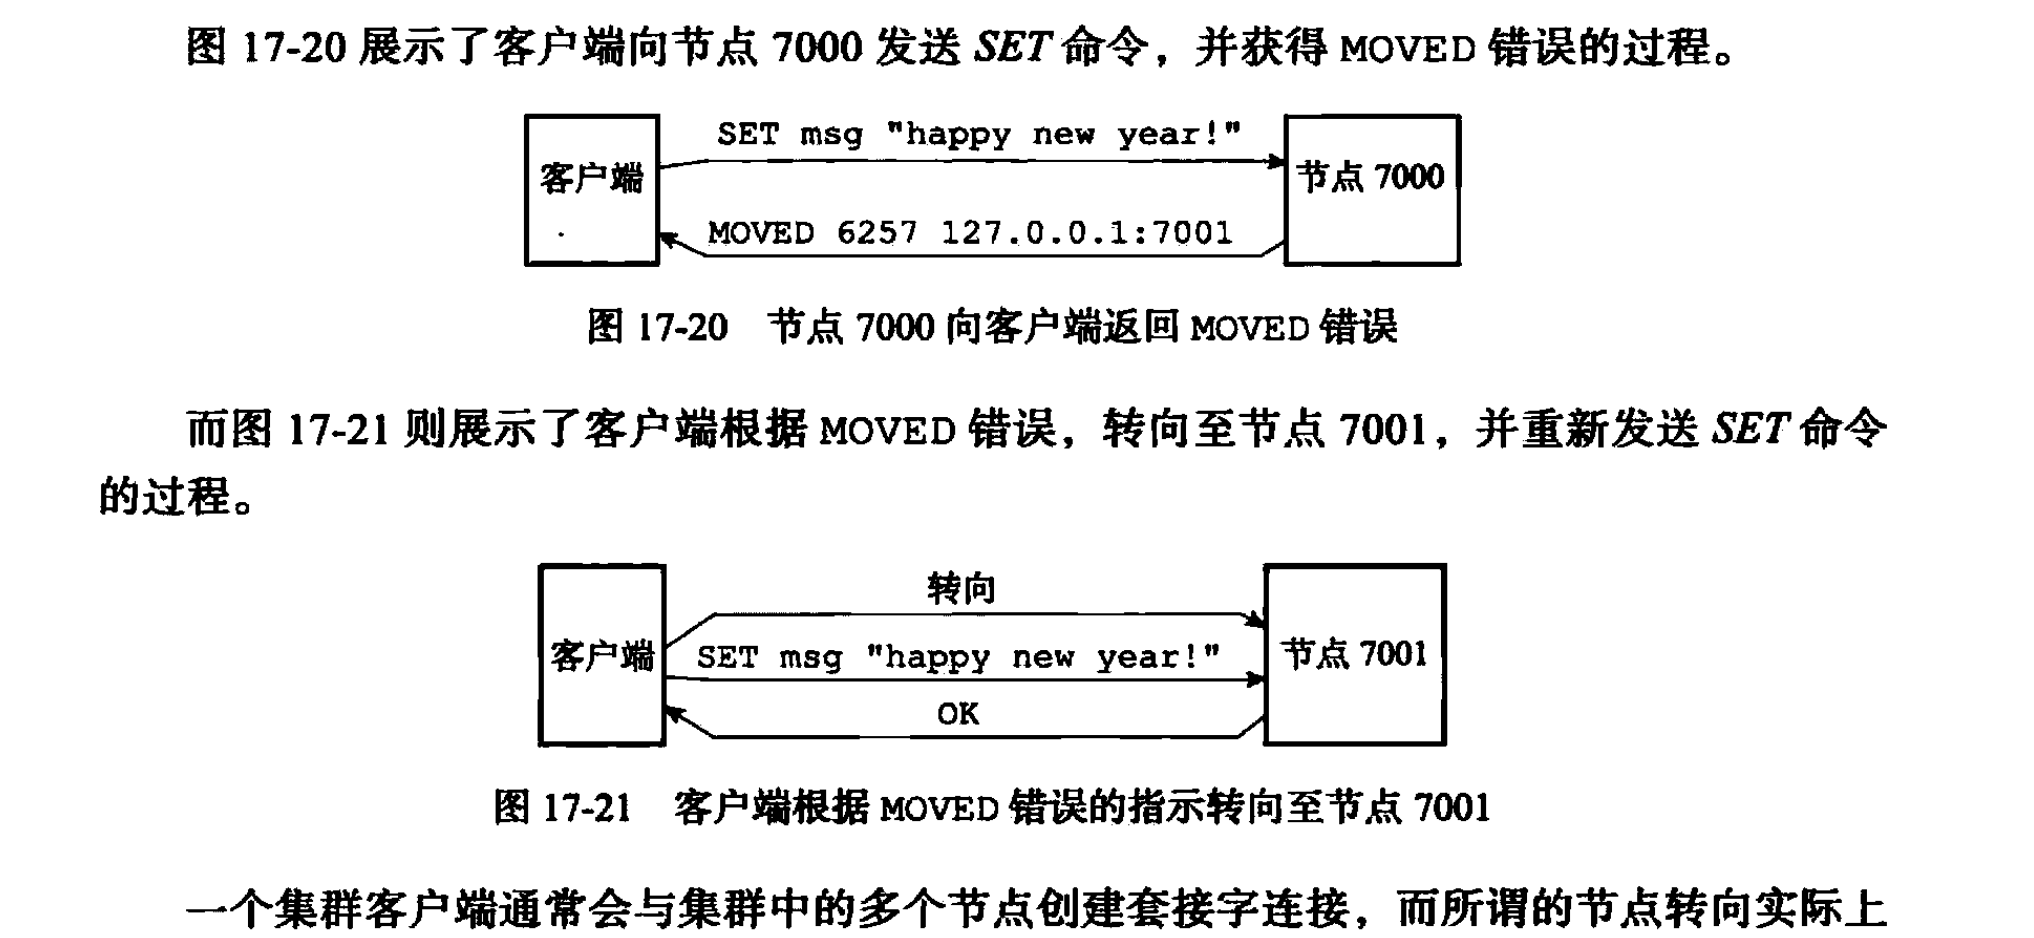 图 17-20 展示了客户端向节点 7000 发送 SET 命令，并获得 MOVED 错误的过程。
SET msg "happy new year!"
客户端
节点 7000
MOVED 6257 127.0.0.1:7001
图 17-20 节点 7000 向客户端返回 MOVED 错误
而图 17-21 则展示了客户端根据 MOVED 错误，转向至节点 7001，并重新发送 SET 命令
的过程。
转向
客户端
SET msg "happy new year!"
节点 7001
OK
图 17-21 客户端根据 MOVED 错误的指示转向至节点 7001
一个集群客户端通常会与集群中的多个节点创建套接字连接，而所谓的节点转向实际上